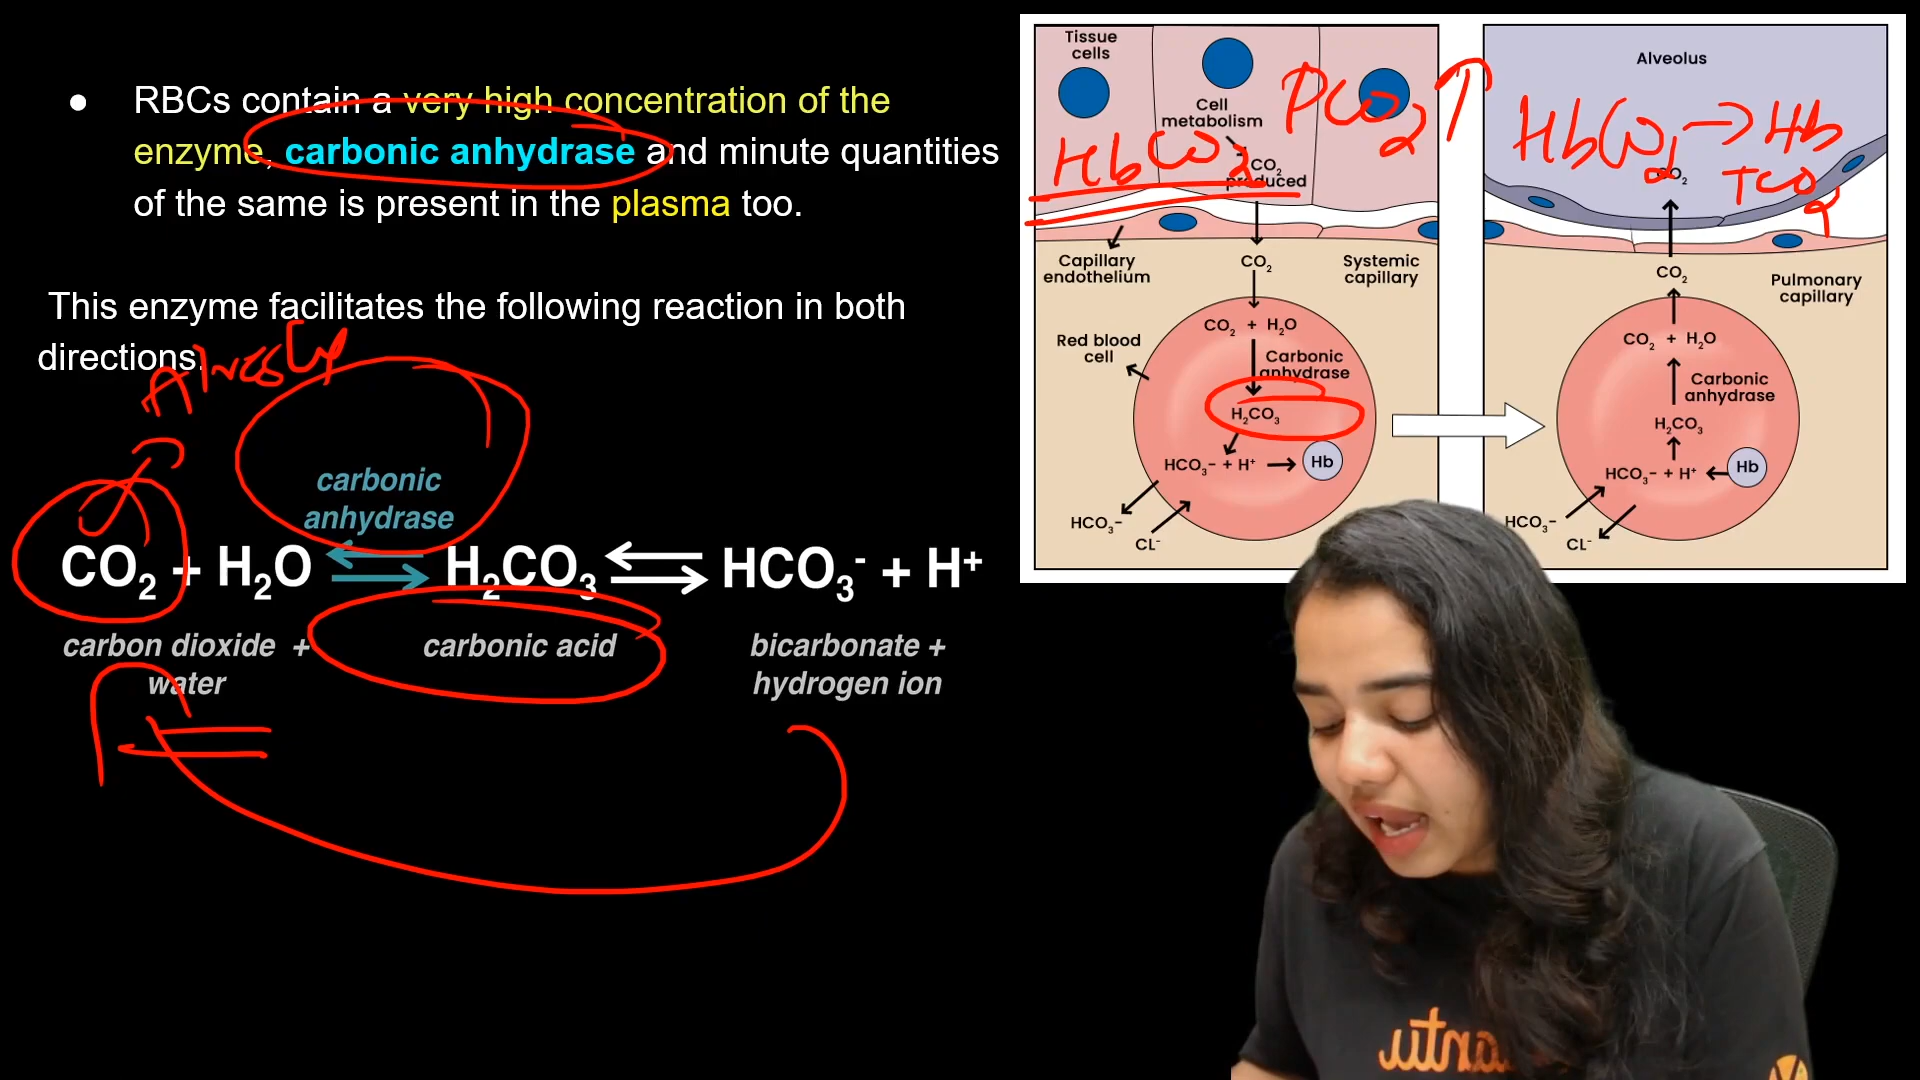 ● RBCs contain a very high concentration of the
enzyme, carbonic anhydrase and minute quantities
of the same is present in the plasma too.
This enzyme facilitates the following reaction in both
directions.
carbonic
anhydrase
CO₂ + H₂O ⇌ H₂CO₃ ⇌ HCO₃⁻ + H⁺
carbon dioxide +
water
carbonic acid
bicarbonate +
hydrogen ion
Tissue
cells
Cell
metabolism
CO₂
produced
PCO₂ ↑
HbCO₂
Capillary
endothelium
CO₂
Systemic
capillary
Red blood
cell
CO₂ + H₂O
Carbonic
anhydrase
H₂CO₃
HCO₃⁻ + H⁺ → Hb
HCO₃⁻
CL⁻
Alveolus
HbCO₂ → Hb
+CO₂
CO₂
CO₂
Pulmonary
capillary
CO₂ + H₂O
Carbonic
anhydrase
H₂CO₃
HCO₃⁻ + H⁺ ← Hb
HCO₃⁻
CL⁻